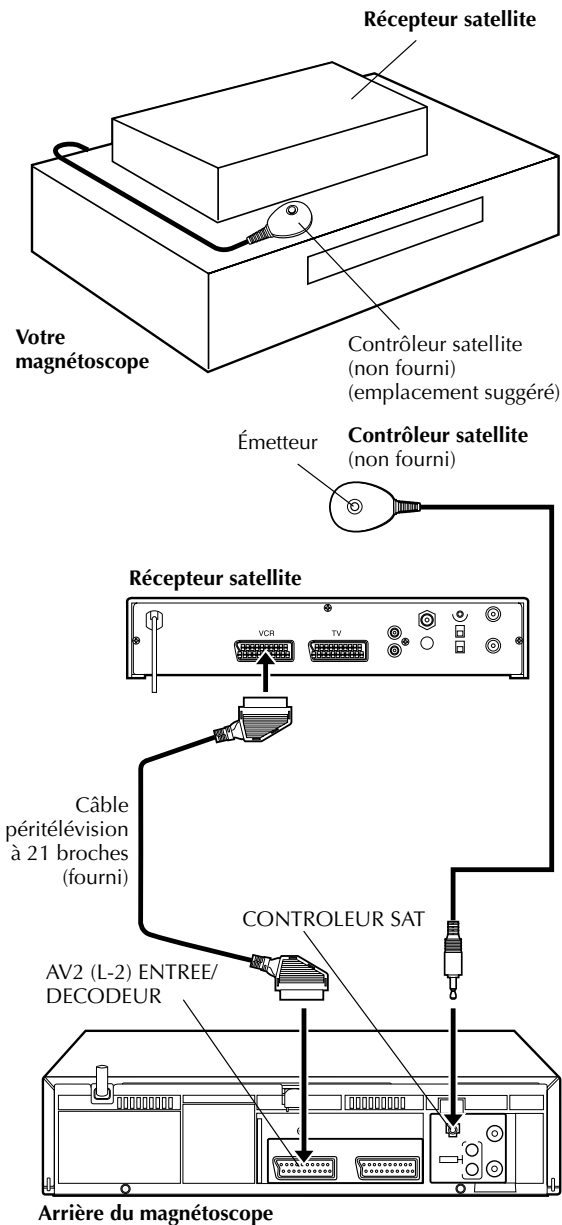 Récepteur satellite
Votre
magnétoscope
Contrôleur satellite
(non fourni)
(emplacement suggéré)
Émetteur
Contrôleur satellite
(non fourni)
Récepteur satellite
VCR
TV
Câble
péritélévision
à 21 broches
(fourni)
CONTROLEUR SAT
AV2 (L-2) ENTREE/
DECODEUR
Arrière du magnétoscope